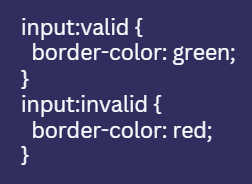 input:valid {
  border-color: green;
}
input:invalid {
  border-color: red;
}